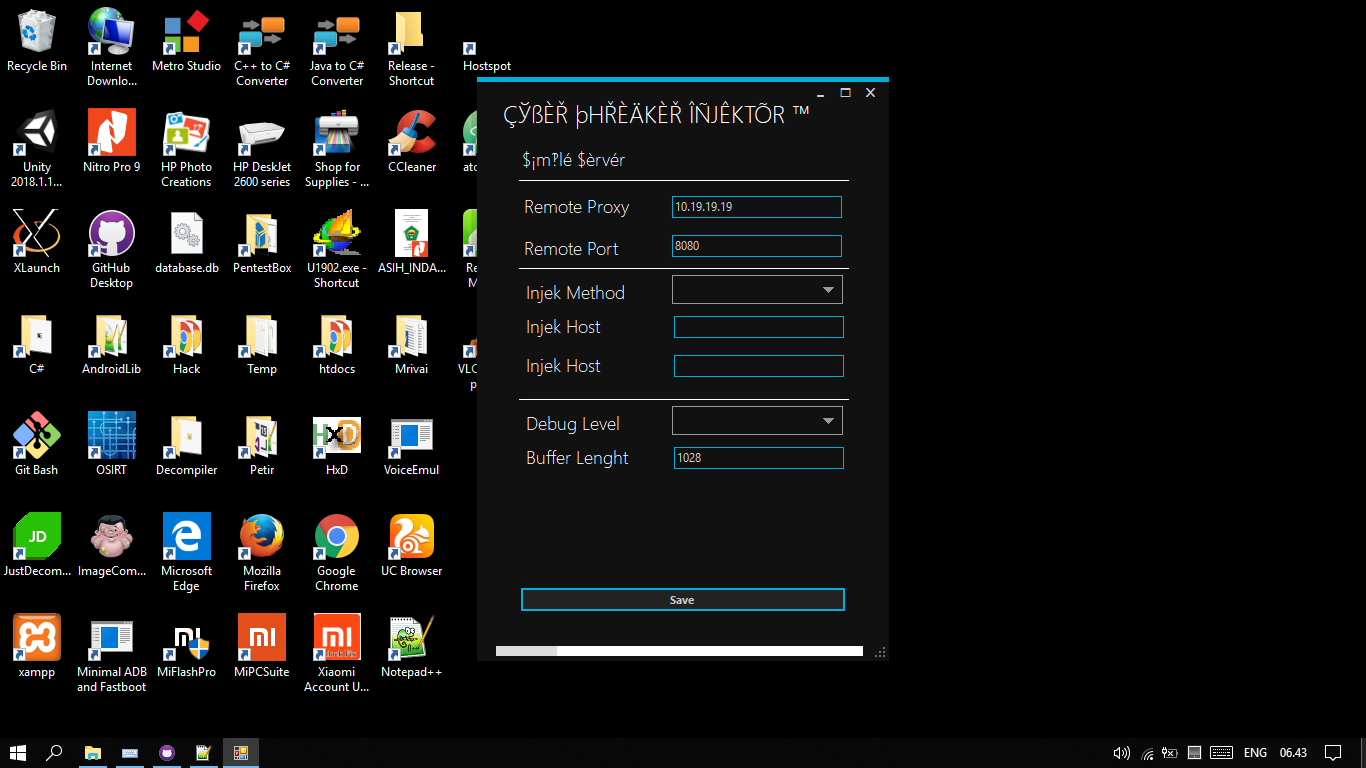 Recycle Bin
Internet
Downlo...
Metro Studio
C++ to C#
Converter
Java to C#
Converter
Release -
Shortcut
Hostspot
Unity
2018.1.1...
Nitro Pro 9
HP Photo
Creations
HP DeskJet
2600 series
Shop for
Supplies - ...
CCleaner
ato
XLaunch
GitHub
Desktop
database.db
PentestBox
U1902.exe -
Shortcut
ASIH_INDA...
Re
M
C#
AndroidLib
Hack
Temp
htdocs
Mrivai
VLC
p
Git Bash
OSIRT
Decompiler
Petir
HxD
HxD
VoiceEmul
JD
JustDecom...
ImageCom...
Microsoft
Edge
Mozilla
Firefox
Google
Chrome
UC Browser
xampp
Minimal ADB
and Fastboot
MiFlashPro
MiPCSuite
Xiaomi
Account U...
Notepad++
ÇЎßÈŘ þHŘÈÄKÈŘ ÎÑJÊKTÕR ™
$¡m‽lé $èrvér
Remote Proxy
10.19.19.19
Remote Port
8080
Injek Method
Injek Host
Injek Host
Debug Level
Buffer Lenght
1028
Save
ENG
06.43